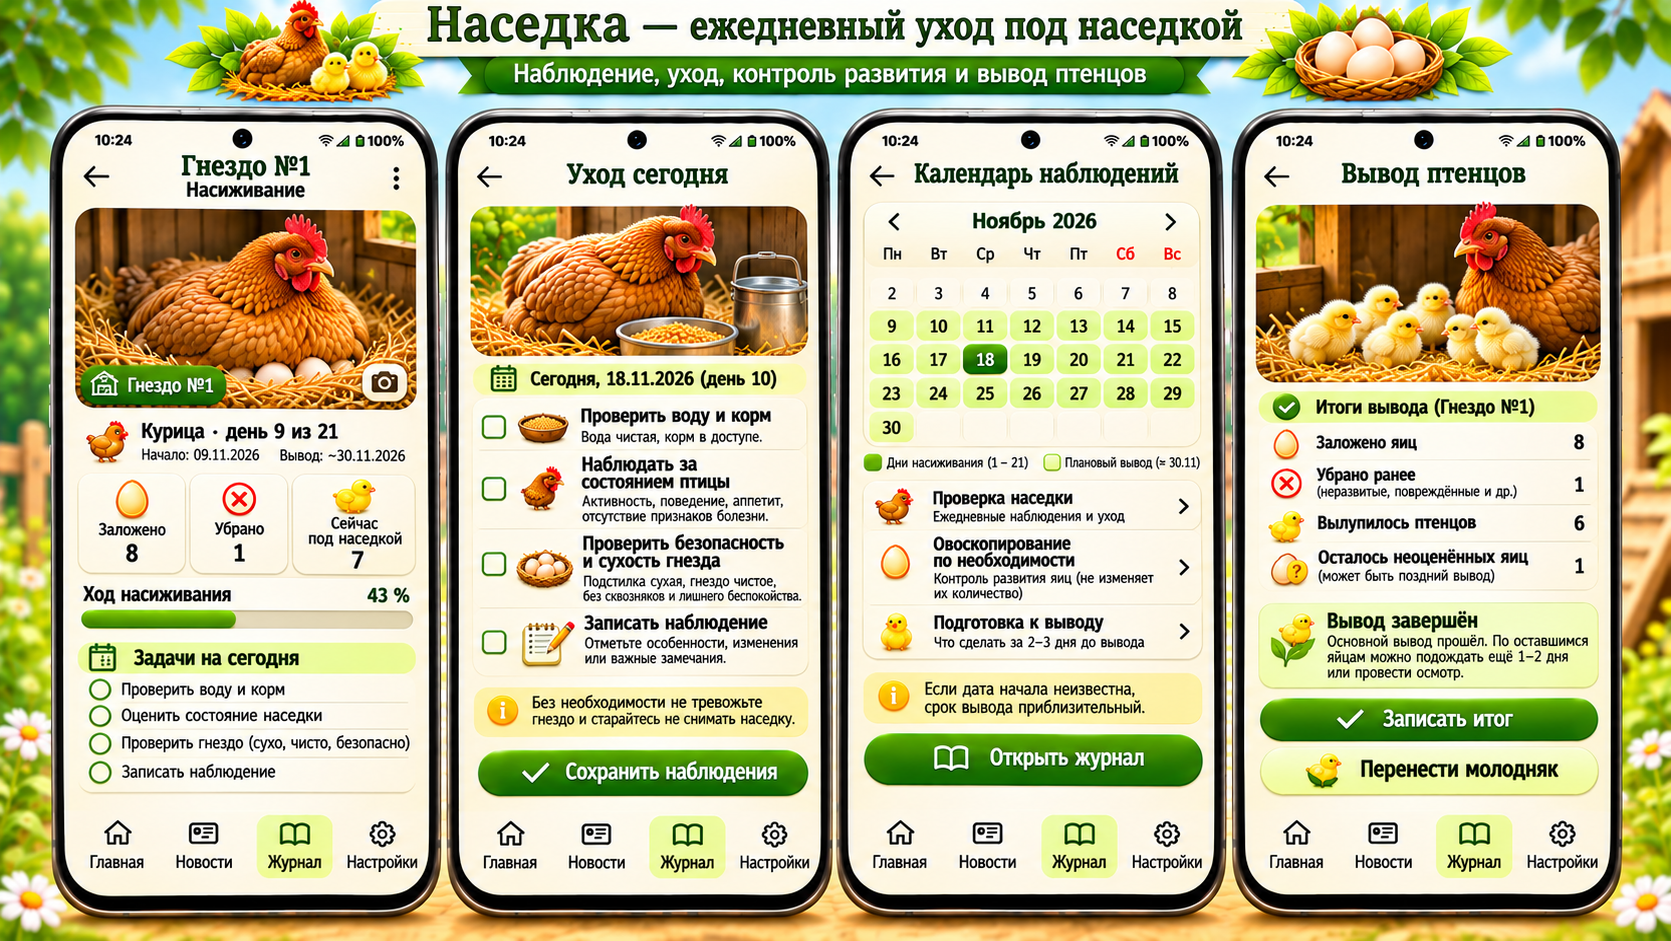 Наседка — ежедневный уход под наседкой
Наблюдение, уход, контроль развития и вывод птенцов
10:24
100%
Гнездо №1
Насиживание
Гнездо №1
Курица · день 9 из 21
Начало: 09.11.2026 Вывод: ~30.11.2026
Заложено
8
Убрано
1
Сейчас
под наседкой
7
Ход насиживания 43 %
Задачи на сегодня
Проверить воду и корм
Оценить состояние наседки
Проверить гнездо (сухо, чисто, безопасно)
Записать наблюдение
Главная Новости Журнал Настройки
10:24
100%
Уход сегодня
Сегодня, 18.11.2026 (день 10)
Проверить воду и корм
Вода чистая, корм в доступе.
Наблюдать за
состоянием птицы
Активность, поведение, аппетит,
отсутствие признаков болезни.
Проверить безопасность
и сухость гнезда
Подстилка сухая, гнездо чистое,
без сквозняков и лишнего беспокойства.
Записать наблюдение
Отметьте особенности, изменения
или важные замечания.
i
Без необходимости не тревожьте
гнездо и старайтесь не снимать наседку.
Сохранить наблюдения
Главная Новости Журнал Настройки
10:24
100%
Календарь наблюдений
Ноябрь 2026
Пн Вт Ср Чт Пт Сб Вс
2 3 4 5 6 7 8
9 10 11 12 13 14 15
16 17 18 19 20 21 22
23 24 25 26 27 28 29
30
Дни насиживания (1 – 21) Плановый вывод (≈ 30.11)
Проверка наседки
Ежедневные наблюдения и уход
Овоскопирование
по необходимости
Контроль развития яиц (не изменяет
их количество)
Подготовка к выводу
Что сделать за 2–3 дня до вывода
i
Если дата начала неизвестна,
срок вывода приблизительный.
Открыть журнал
Главная Новости Журнал Настройки
10:24
100%
Вывод птенцов
Итоги вывода (Гнездо №1)
Заложено яиц 8
Убрано ранее
(неразвитые, повреждённые и др.) 1
Вылупилось птенцов 6
?
Осталось неоценённых яиц
(может быть поздний вывод) 1
Вывод завершён
Основной вывод прошёл. По оставшимся
яйцам можно подождать ещё 1–2 дня
или провести осмотр.
Записать итог
Перенести молодняк
Главная Новости Журнал Настройки